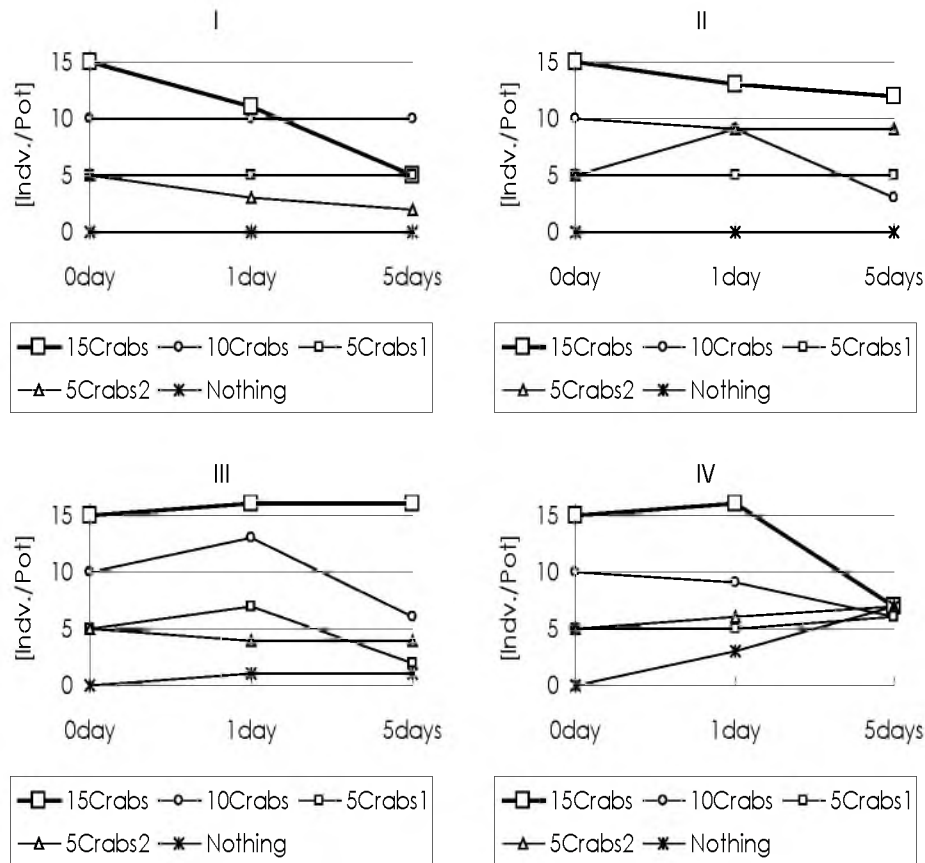 I
[Indv./Pot]
15
10
5
0
0day 1day 5days
15Crabs 10Crabs 5Crabs1
5Crabs2 Nothing
II
[Indv./Pot]
15
10
5
0
0day 1day 5days
15Crabs 10Crabs 5Crabs1
5Crabs2 Nothing
III
[Indv./Pot]
15
10
5
0
0day 1day 5days
15Crabs 10Crabs 5Crabs1
5Crabs2 Nothing
IV
[Indv./Pot]
15
10
5
0
0day 1day 5days
15Crabs 10Crabs 5Crabs1
5Crabs2 Nothing